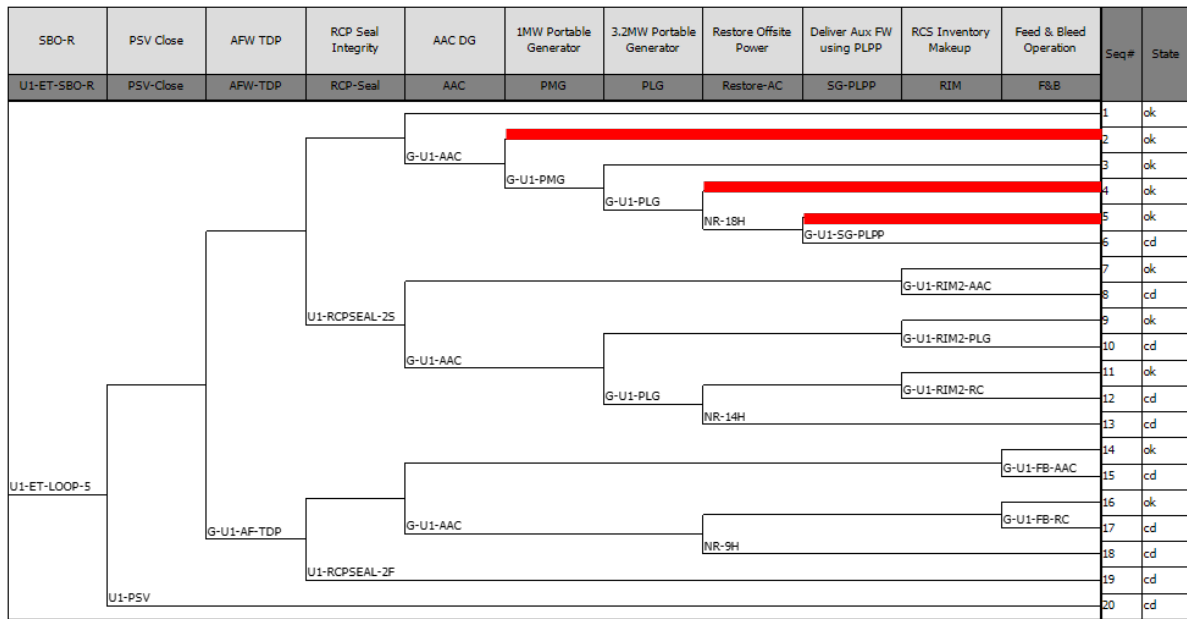 SBO-R PSV Close AFW TDP RCP Seal Integrity AAC DG 1MW Portable Generator 3.2MW Portable Generator Restore Offsite Power Deliver Aux FW using PLPP RCS Inventory Makeup Feed & Bleed Operation Seq# State
U1-ET-SBO-R PSV-Close AFW-TDP RCP-Seal AAC PMG PLG Restore-AC SG-PLPP RIM F&B
1 ok
2 ok
G-U1-AAC
3 ok
G-U1-PMG
4 ok
G-U1-PLG
5 ok
NR-18H
G-U1-SG-PLPP
6 cd
7 ok
G-U1-RIM2-AAC
8 cd
U1-RCPSEAL-2S
9 ok
G-U1-RIM2-PLG
10 cd
G-U1-AAC
11 ok
G-U1-RIM2-RC
G-U1-PLG
12 cd
NR-14H
13 cd
14 ok
G-U1-FB-AAC
15 cd
U1-ET-LOOP-5
16 ok
G-U1-FB-RC
G-U1-AAC
17 cd
G-U1-AF-TDP
NR-9H
18 cd
U1-RCPSEAL-2F
19 cd
U1-PSV
20 cd